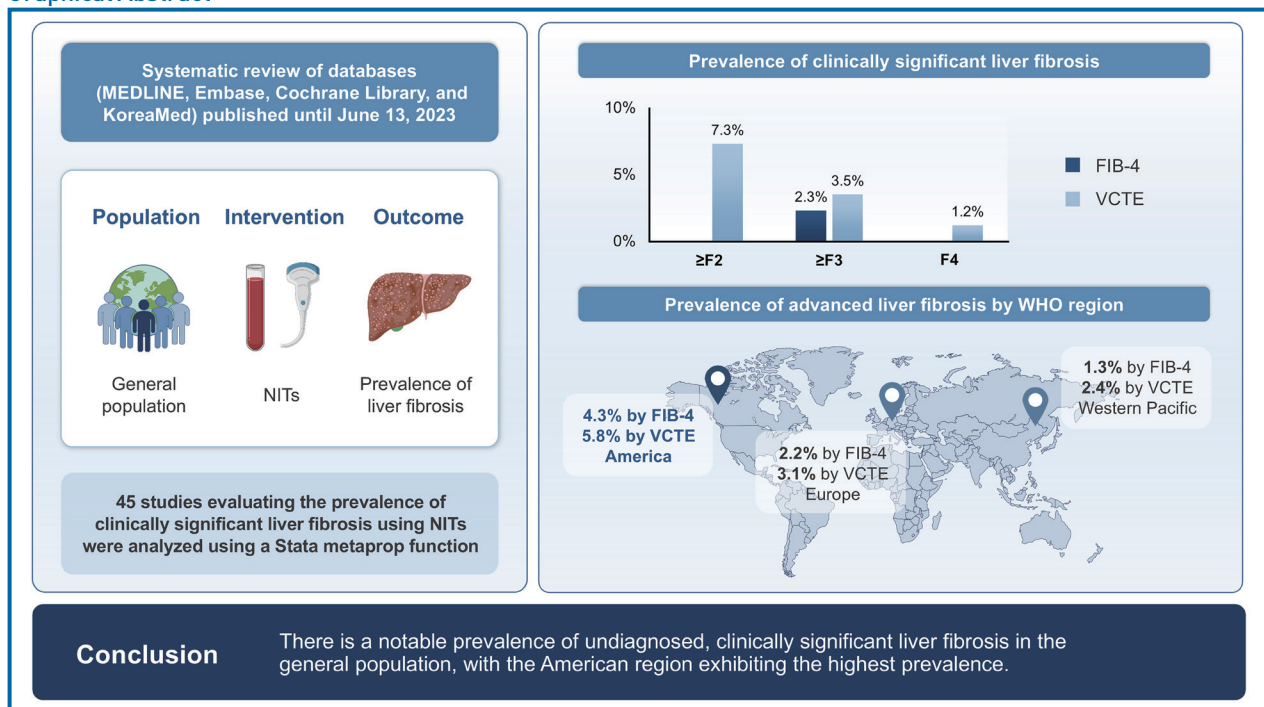 Systematic review of databases
(MEDLINE, Embase, Cochrane Library, and
KoreaMed) published until June 13, 2023
Population
Intervention
Outcome
General
population
NITs
Prevalence of
liver fibrosis
45 studies evaluating the prevalence of
clinically significant liver fibrosis using NITs
were analyzed using a Stata metaprop function
Prevalence of clinically significant liver fibrosis
10%
5%
0%
7.3%
2.3%
3.5%
1.2%
≥F2
≥F3
F4
FIB-4
VCTE
Prevalence of advanced liver fibrosis by WHO region
4.3% by FIB-4
5.8% by VCTE
America
2.2% by FIB-4
3.1% by VCTE
Europe
1.3% by FIB-4
2.4% by VCTE
Western Pacific
Conclusion
There is a notable prevalence of undiagnosed, clinically significant liver fibrosis in the
general population, with the American region exhibiting the highest prevalence.